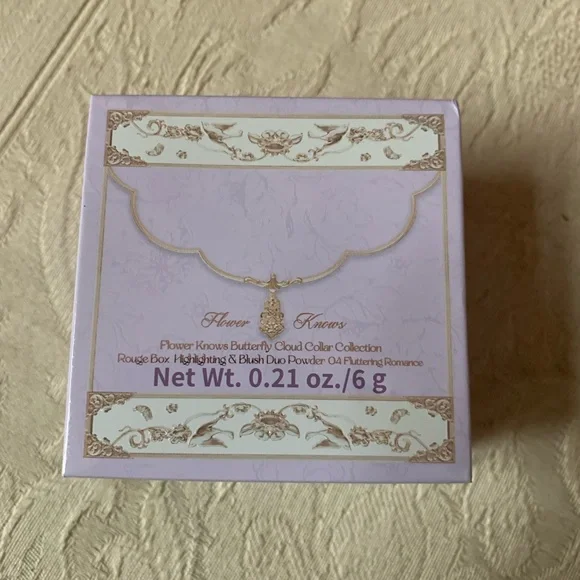 Flower Knows
Flower Knows Butterfly Cloud Collar Collection
Rouge Box Highlighting & Blush Duo Powder 04 Fluttering Romance
Net Wt. 0.21 oz./6 g